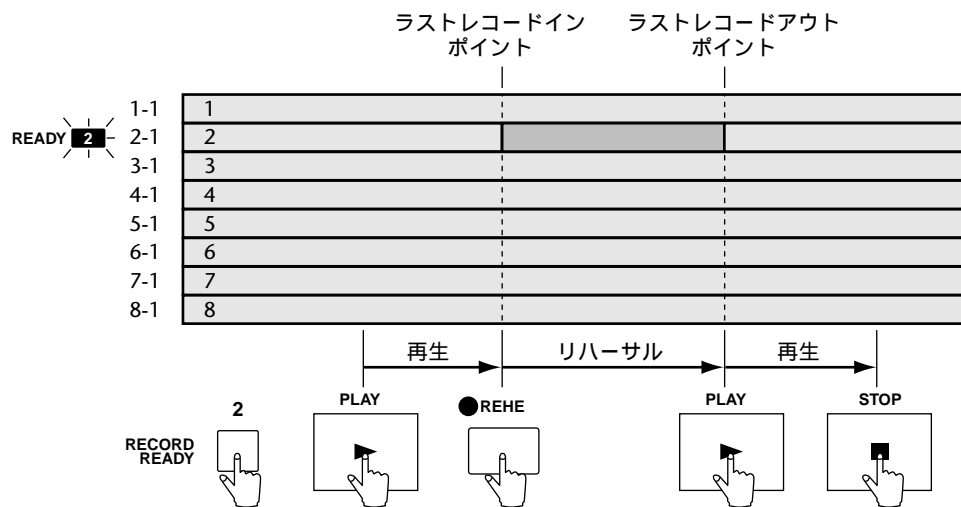 ラストレコードイン
ポイント
ラストレコードアウト
ポイント
1-1 1
READY 2 2-1 2
3-1 3
4-1 4
5-1 5
6-1 6
7-1 7
8-1 8
再生 リハーサル 再生
2 PLAY ●REHE PLAY STOP
RECORD
READY